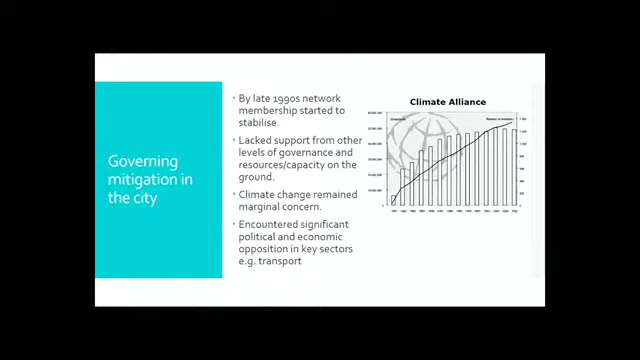 Governing
mitigation in
the city
• By late 1990s network
membership started to
stabilise.
• Lacked support from other
levels of governance and
resources/capacity on the
ground.
• Climate change remained
marginal concern.
• Encountered significant
political and economic
opposition in key sectors
e.g. transport
Climate Alliance